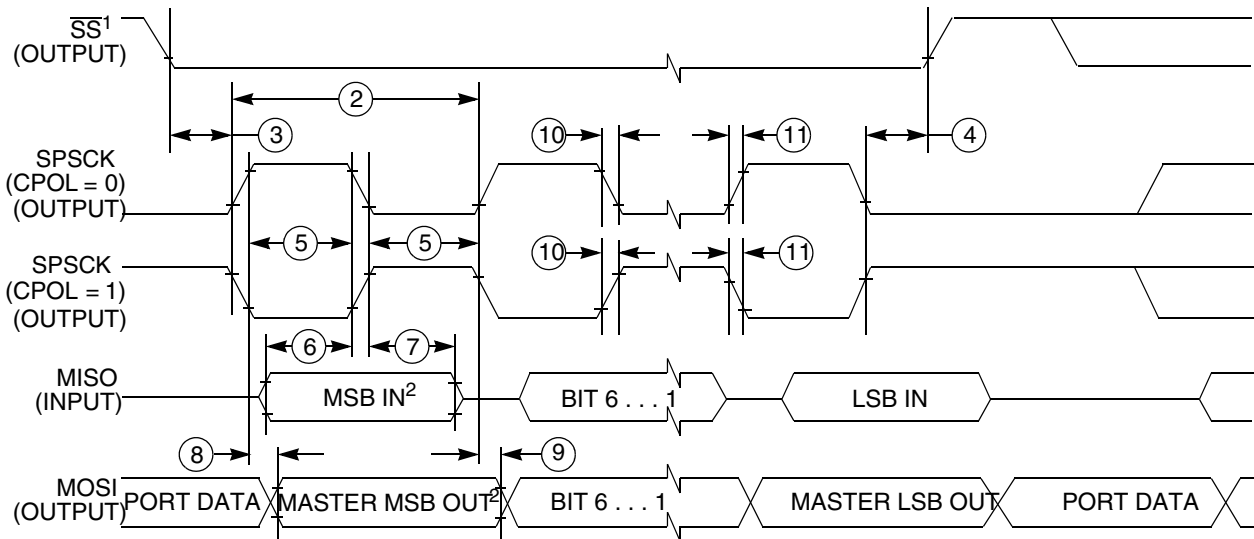 SS1
(OUTPUT)
2
3
10
11
4
SPSCK
(CPOL = 0)
(OUTPUT)
5
5
10
11
SPSCK
(CPOL = 1)
(OUTPUT)
6
7
MISO
(INPUT)
MSB IN2
BIT 6 . . . 1
LSB IN
8
9
MOSI
(OUTPUT)
PORT DATA
MASTER MSB OUT2
BIT 6 . . . 1
MASTER LSB OUT
PORT DATA